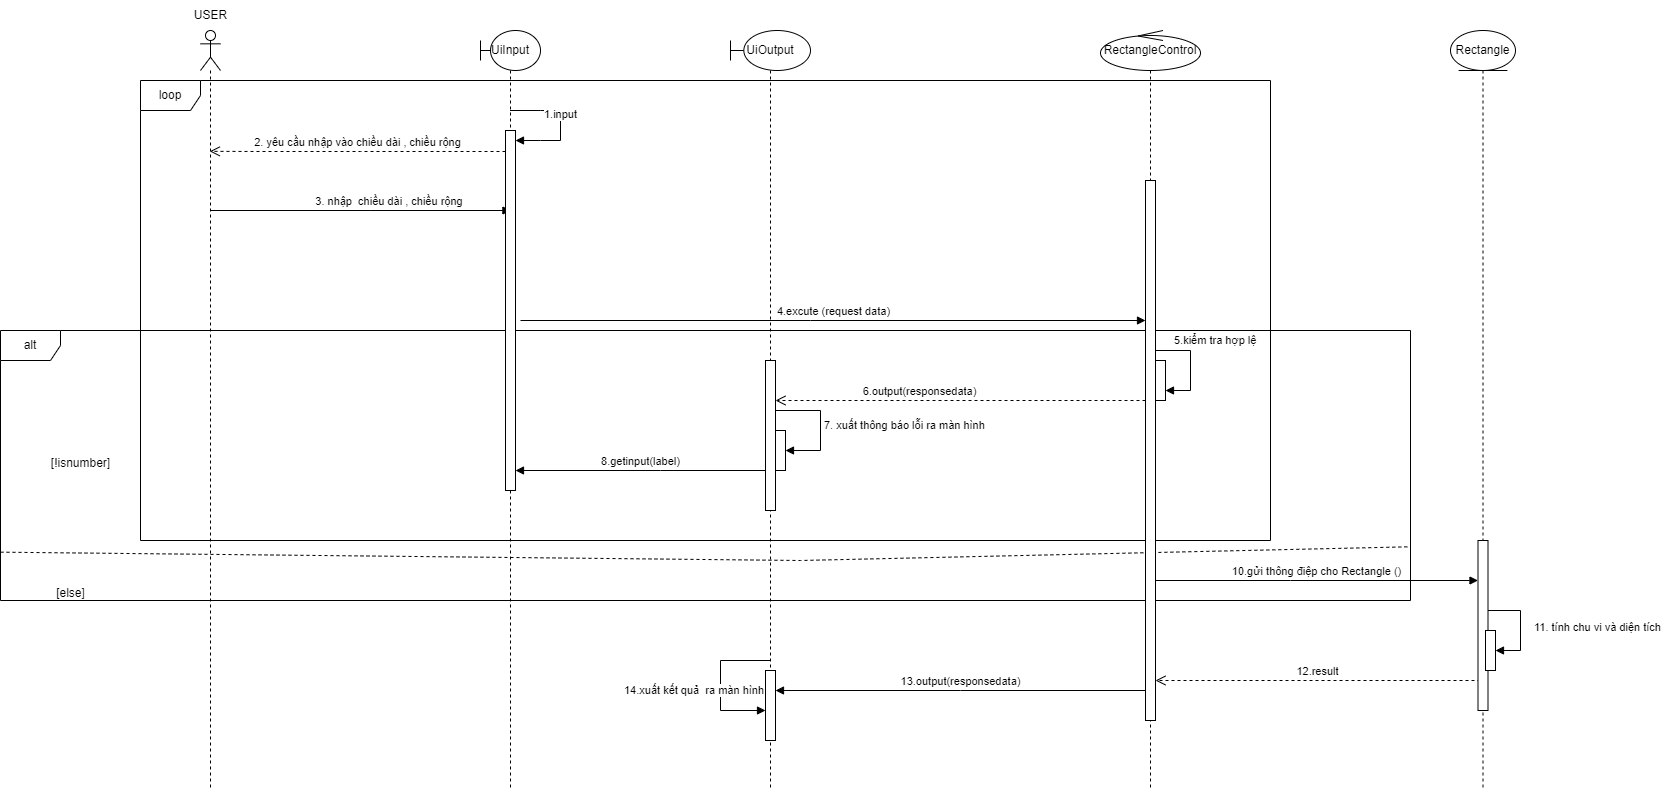 USER
UiInput
UiOutput
RectangleControl
Rectangle
loop
1.input
2. yêu cầu nhập vào chiều dài , chiều rộng
3. nhập chiều dài , chiều rộng
4.excute (request data)
alt
5.kiểm tra hợp lệ
6.output(responsedata)
7. xuất thông báo lỗi ra màn hình
[!isnumber]
8.getinput(label)
10.gửi thông điệp cho Rectangle ()
[else]
11. tính chu vi và diện tích
12.result
13.output(responsedata)
14.xuất kết quả ra màn hình